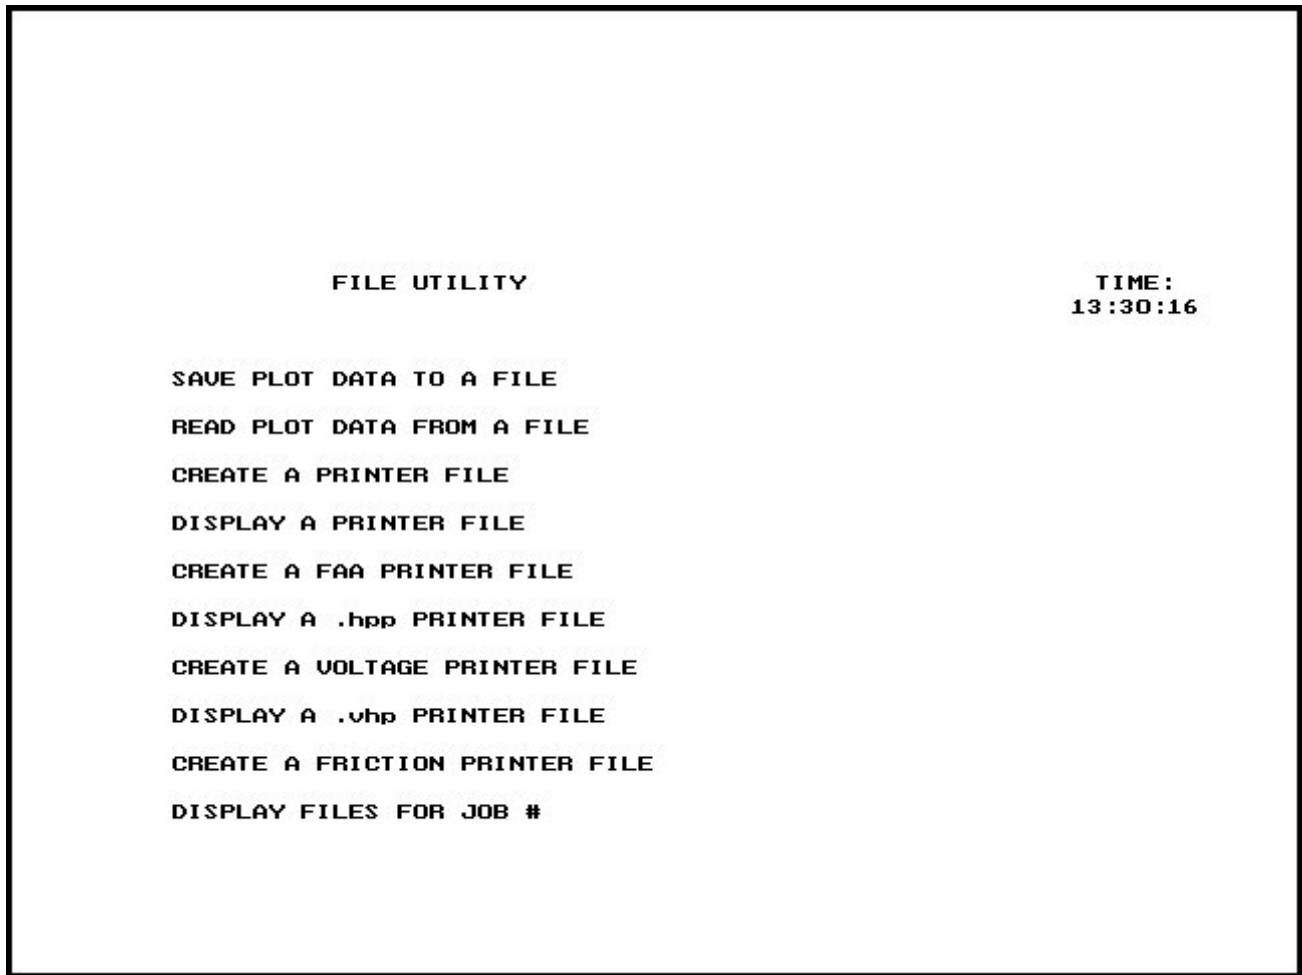 FILE UTILITY
TIME:
13:30:16
SAVE PLOT DATA TO A FILE
READ PLOT DATA FROM A FILE
CREATE A PRINTER FILE
DISPLAY A PRINTER FILE
CREATE A FAA PRINTER FILE
DISPLAY A .hpp PRINTER FILE
CREATE A VOLTAGE PRINTER FILE
DISPLAY A .vhp PRINTER FILE
CREATE A FRICTION PRINTER FILE
DISPLAY FILES FOR JOB #